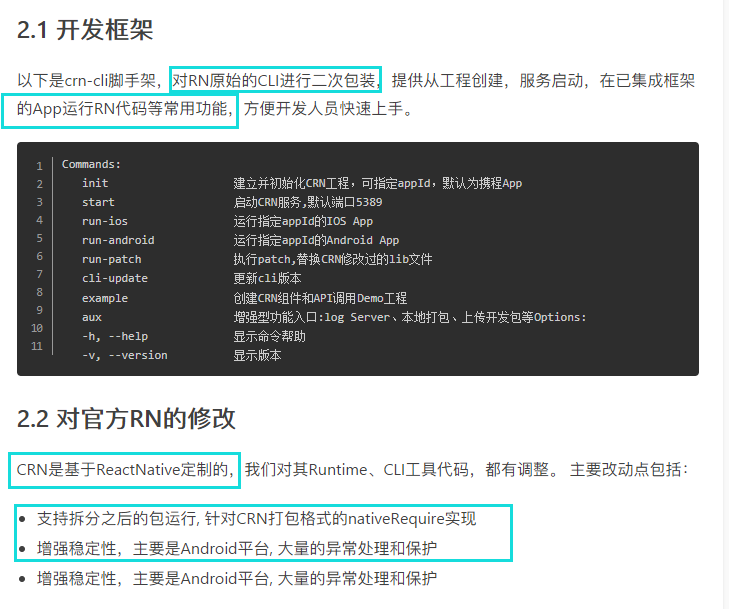 2.1 开发框架
以下是crn-cli脚手架，对RN原始的CLI进行二次包装，提供从工程创建，服务启动，在已集成框架
的App运行RN代码等常用功能，方便开发人员快速上手。
1 Commands:
2 init 建立并初始化CRN工程，可指定appId，默认为携程App
3 start 启动CRN服务,默认端口5389
4 run-ios 运行指定appId的IOS App
5 run-android 运行指定appId的Android App
6 run-patch 执行patch,替换CRN修改过的lib文件
7 cli-update 更新cli版本
8 example 创建CRN组件和API调用Demo工程
9 aux 增强型功能入口:log Server、本地打包、上传开发包等Options:
10 -h, --help 显示命令帮助
11 -v, --version 显示版本
2.2 对官方RN的修改
CRN是基于ReactNative定制的，我们对其Runtime、CLI工具代码，都有调整。 主要改动点包括：
支持拆分之后的包运行, 针对CRN打包格式的nativeRequire实现
增强稳定性，主要是Android平台, 大量的异常处理和保护
增强稳定性，主要是Android平台, 大量的异常处理和保护